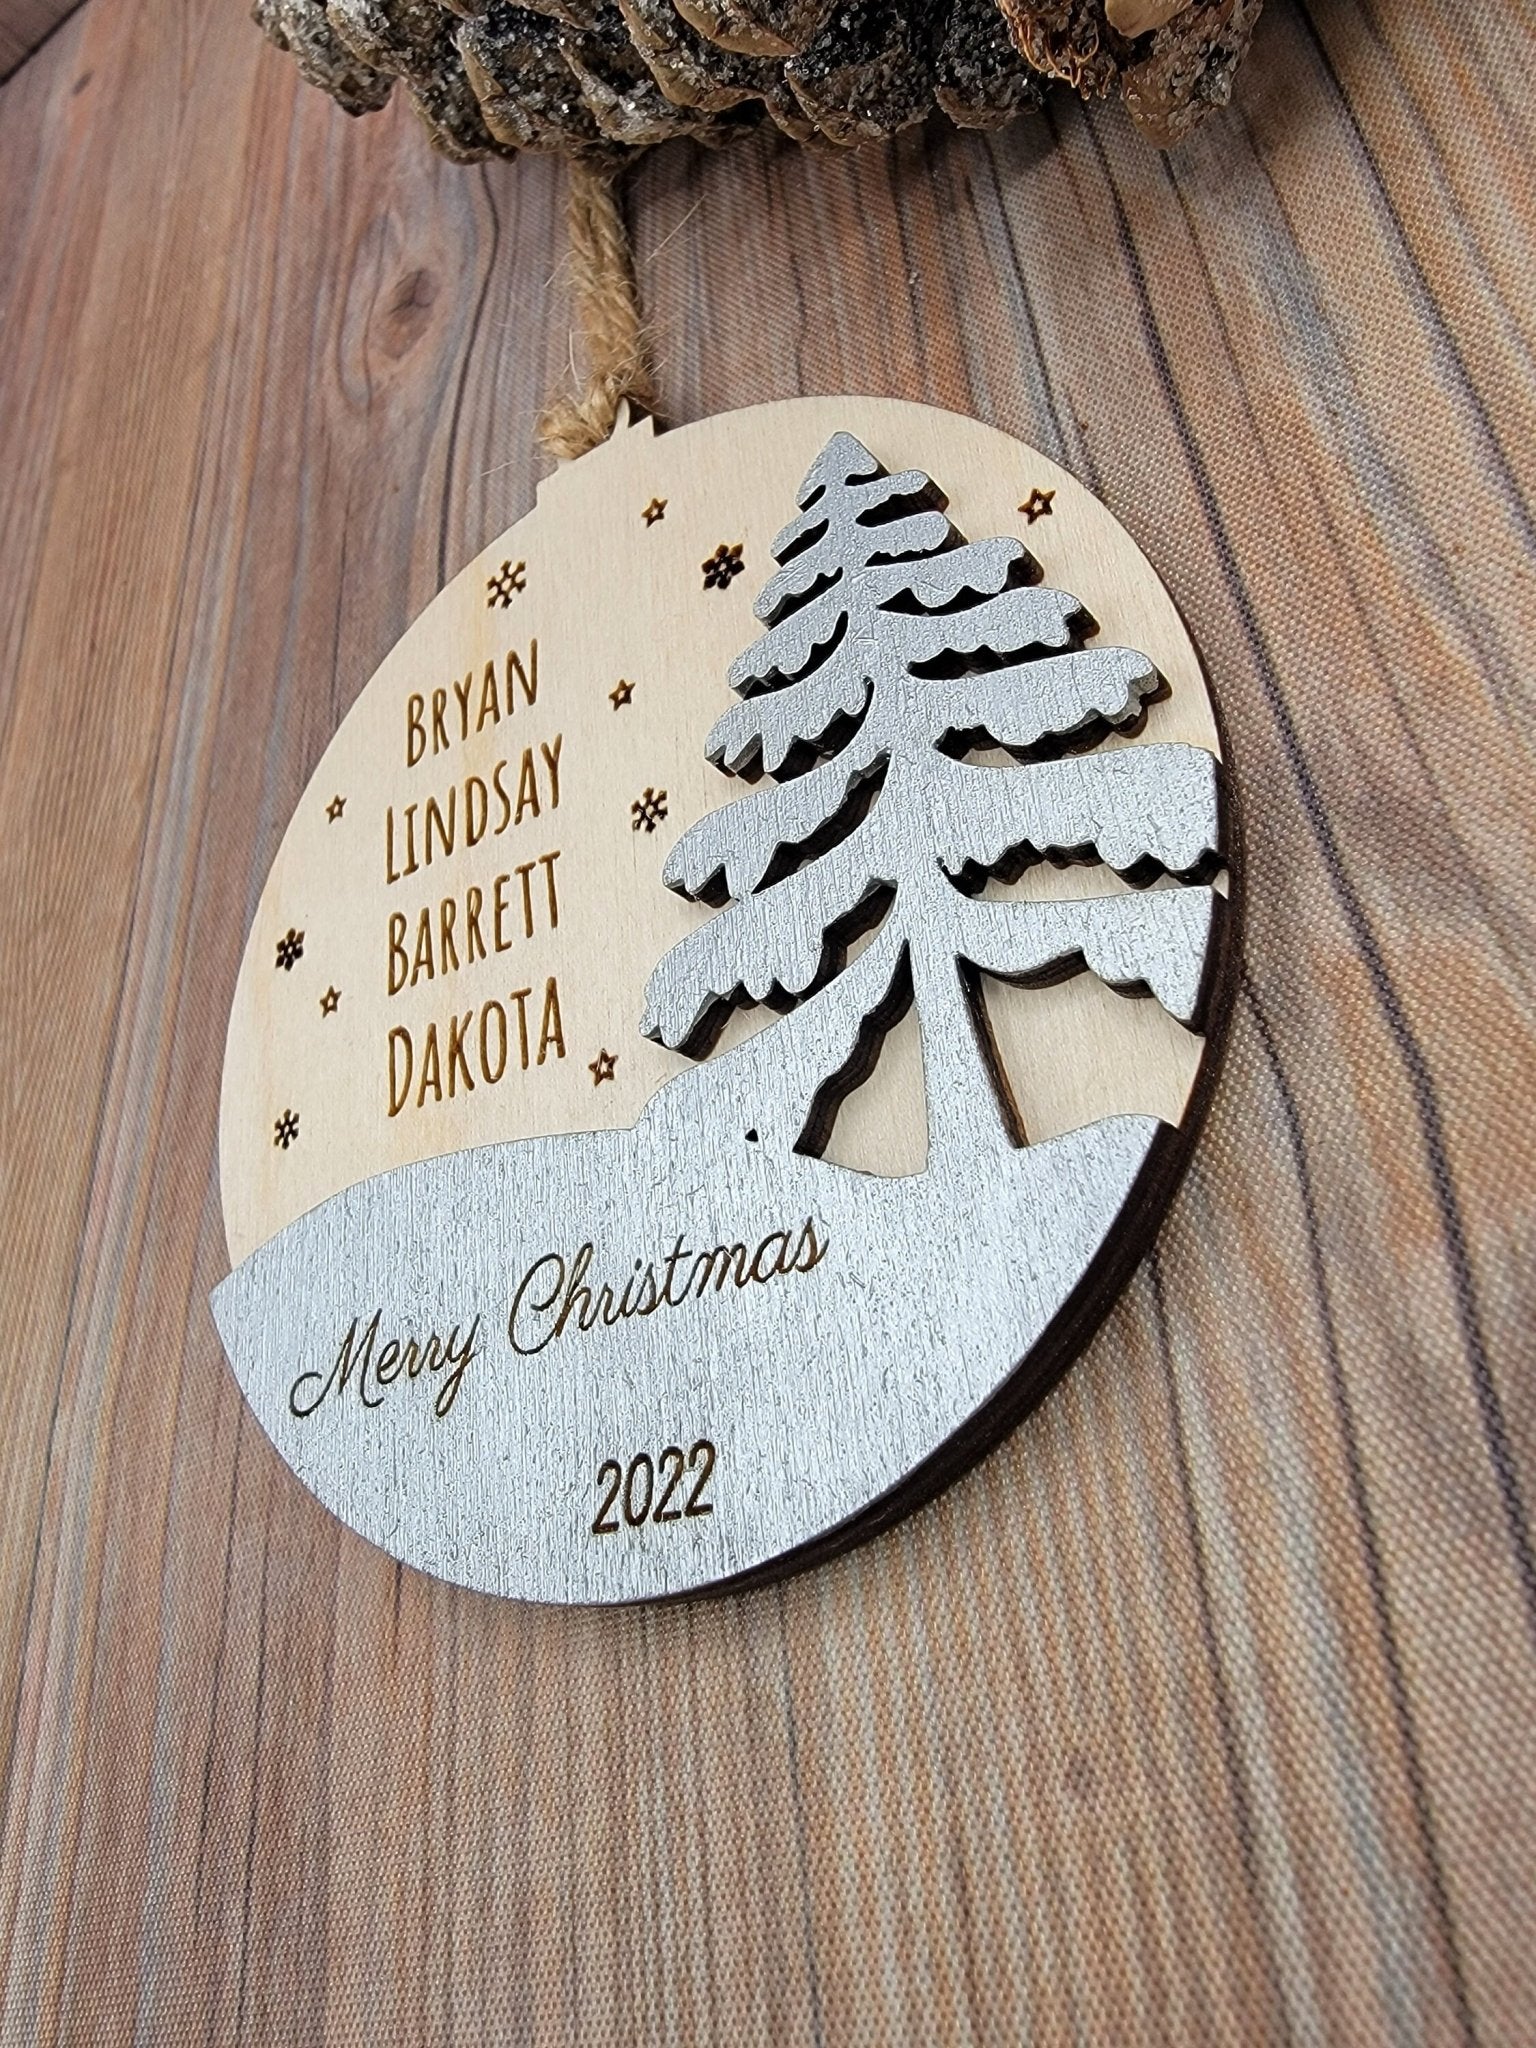 BRYAN
LINDSAY
BARRETT
DAKOTA
Merry Christmas
2022